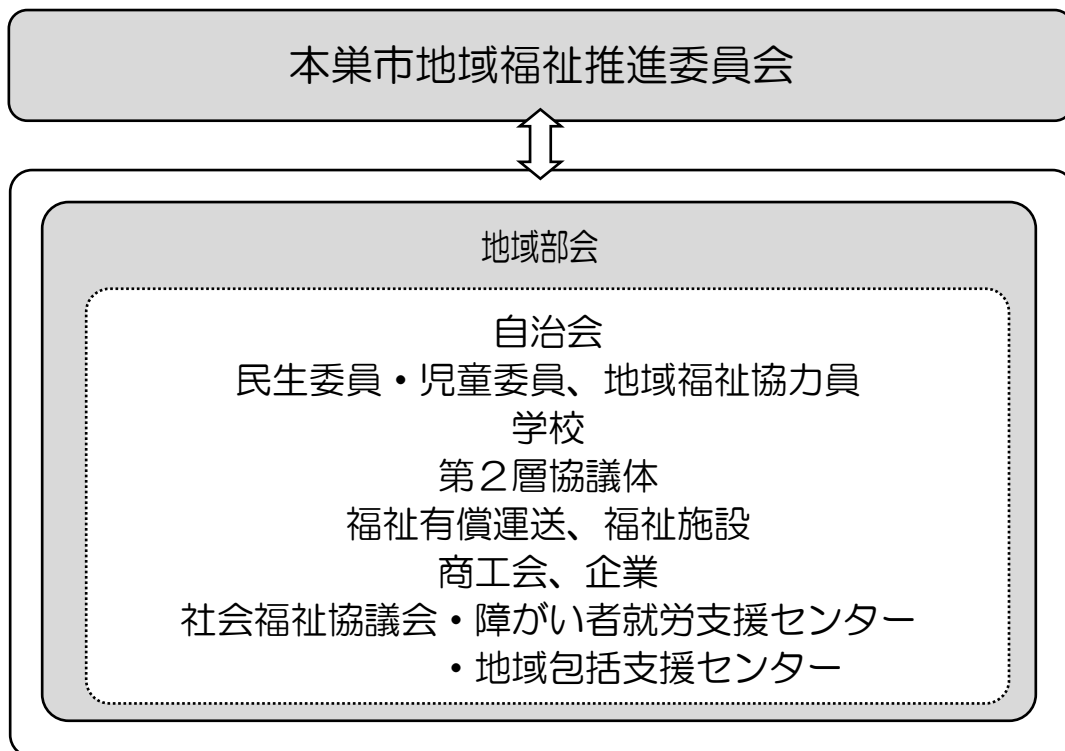 本巣市地域福祉推進委員会
地域部会
自治会
民生委員・児童委員、地域福祉協力員
学校
第２層協議体
福祉有償運送、福祉施設
商工会、企業
社会福祉協議会・障がい者就労支援センター
・地域包括支援センター